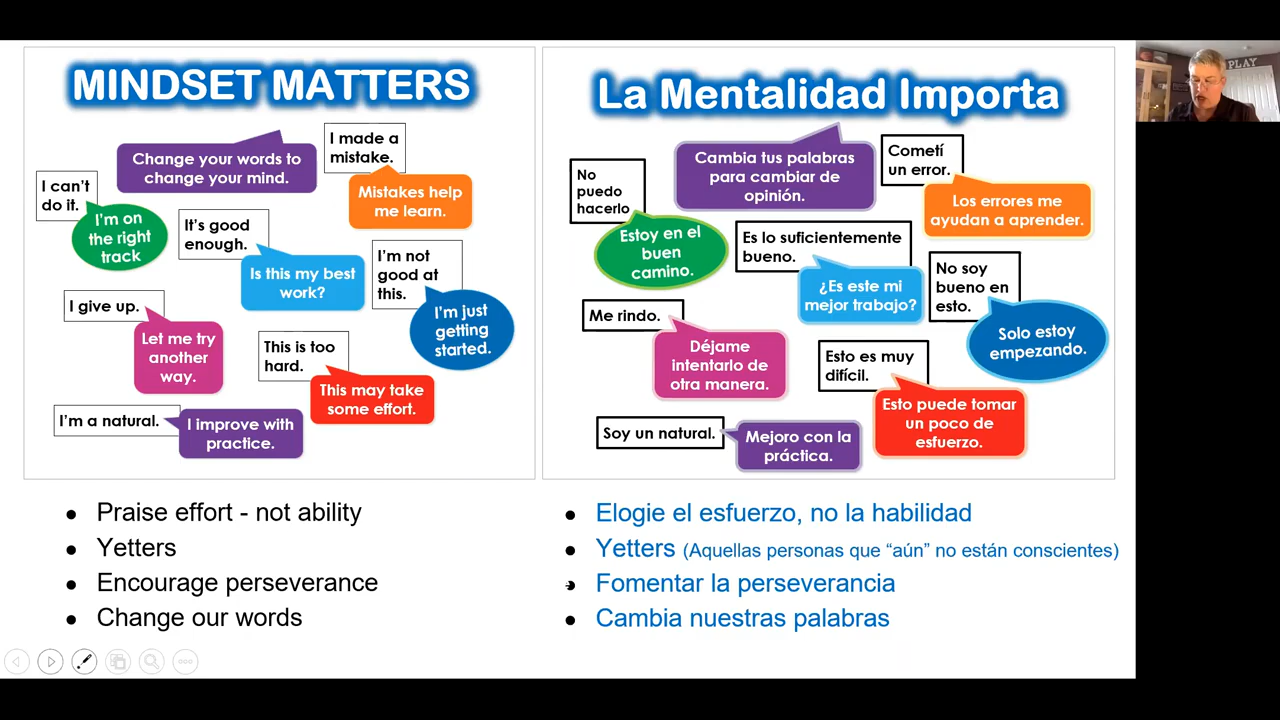 MINDSET MATTERS
Change your words to
change your mind.
I made a
mistake.
Mistakes help
me learn.
I can't
do it.
I'm on
the right
track
It's good
enough.
Is this my best
work?
I'm not
good at
this.
I'm just
getting
started.
I give up.
Let me try
another
way.
This is too
hard.
This may take
some effort.
I'm a natural.
I improve with
practice.
● Praise effort - not ability
● Yetters
● Encourage perseverance
● Change our words
La Mentalidad Importa
Cambia tus palabras
para cambiar de
opinión.
Cometí
un error.
Los errores me
ayudan a aprender.
No
puedo
hacerlo
Estoy en el
buen
camino.
Es lo suficientemente
bueno.
¿Es este mi
mejor trabajo?
No soy
bueno en
esto.
Solo estoy
empezando.
Me rindo.
Déjame
intentarlo de
otra manera.
Esto es muy
difícil.
Esto puede tomar
un poco de
esfuerzo.
Soy un natural.
Mejoro con la
práctica.
● Elogie el esfuerzo, no la habilidad
● Yetters (Aquellas personas que “aún” no están conscientes)
● Fomentar la perseverancia
● Cambia nuestras palabras
PLAY